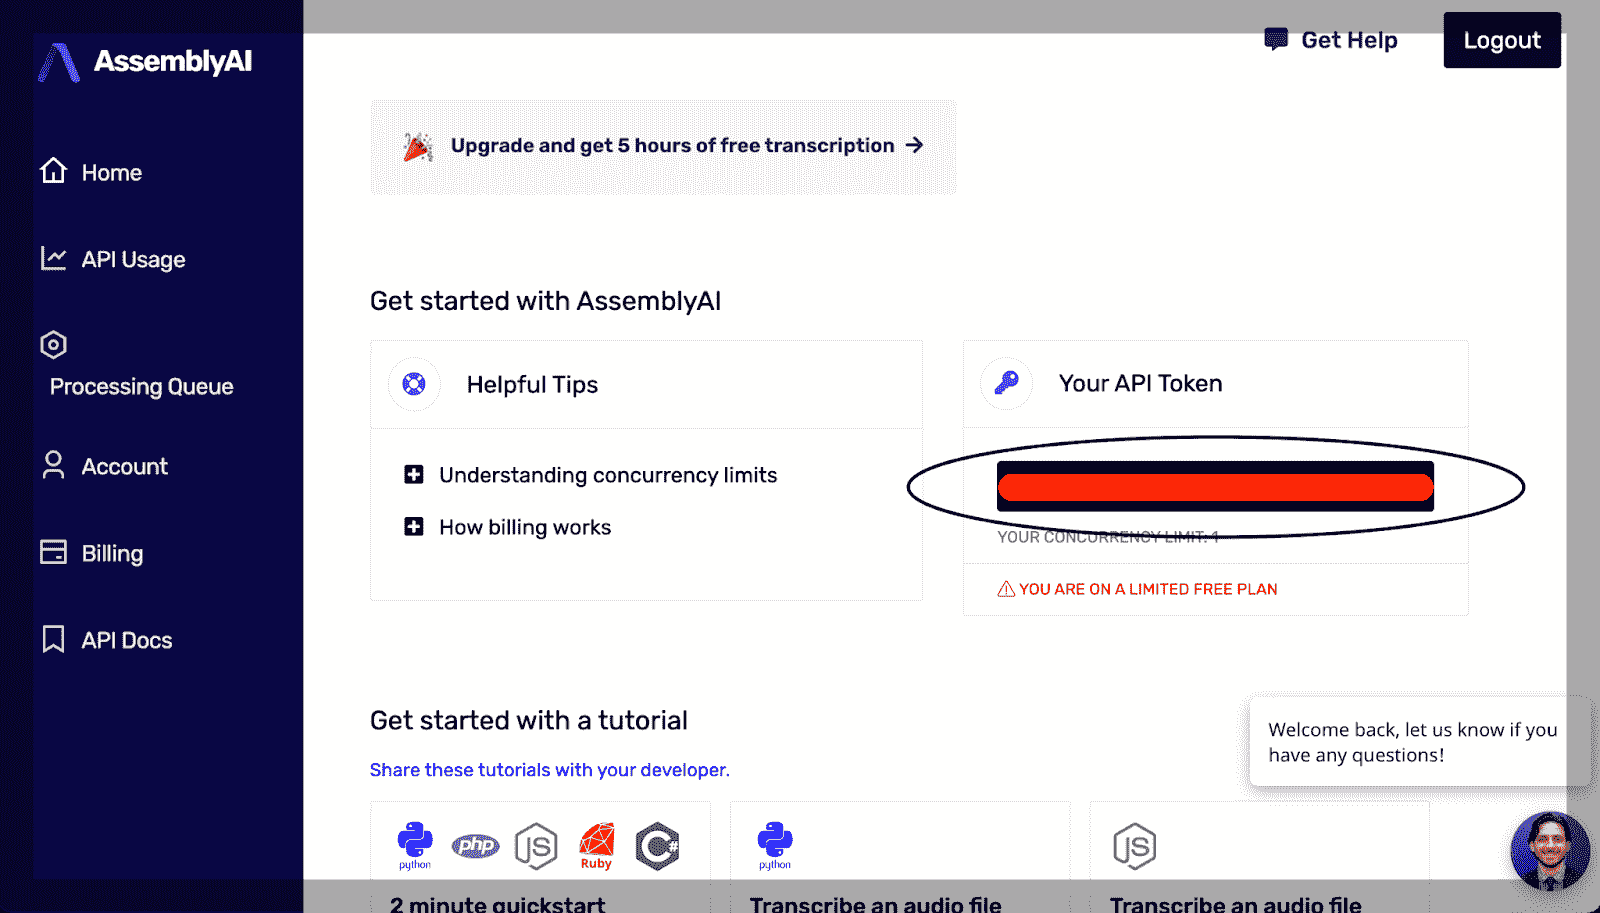 AssemblyAI
Home
API Usage
Processing Queue
Account
Billing
API Docs
Get Help
Logout
Upgrade and get 5 hours of free transcription →
Get started with AssemblyAI
Helpful Tips
Understanding concurrency limits
How billing works
Your API Token
YOUR CONCURRENCY LIMIT: 1
YOU ARE ON A LIMITED FREE PLAN
Get started with a tutorial
Share these tutorials with your developer.
python
php
JS
Ruby
C#
2 minute quickstart
python
Transcribe an audio file
JS
Transcribe an audio file
Welcome back, let us know if you
have any questions!